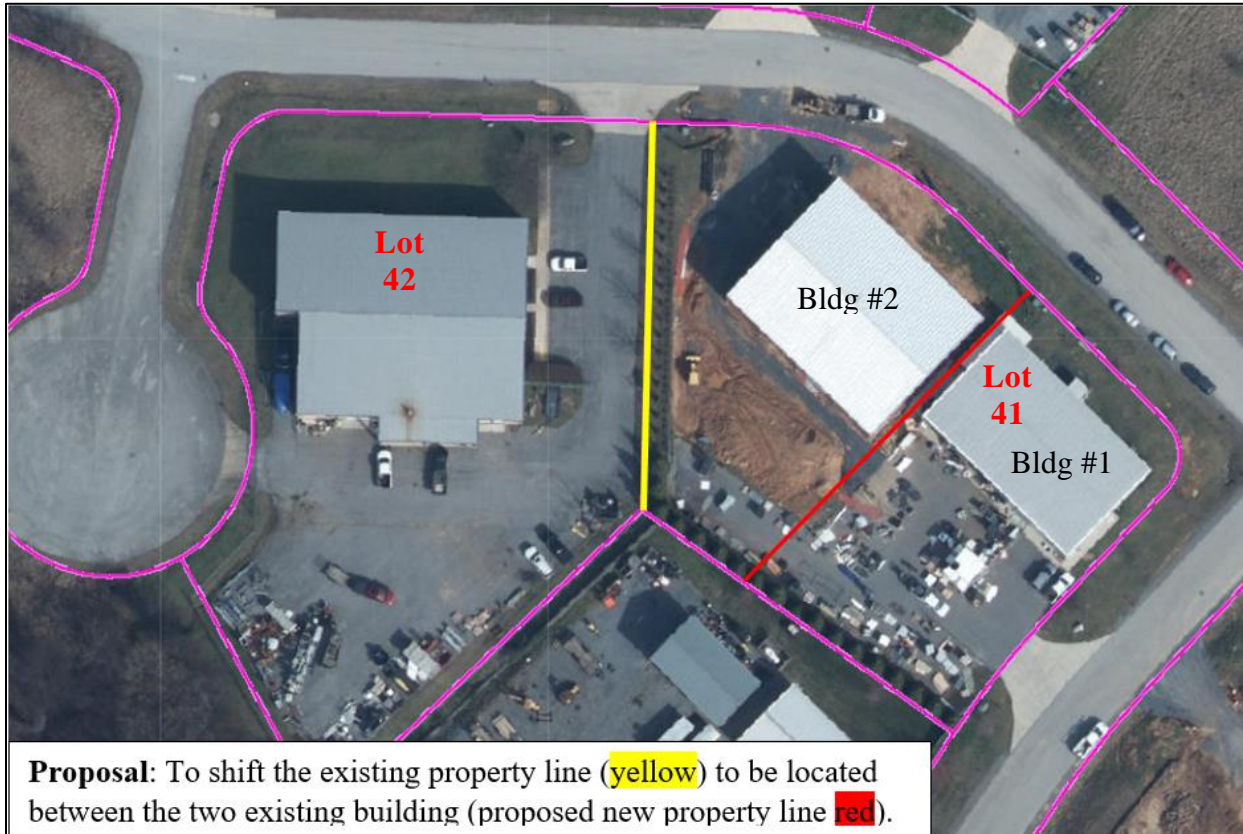 Lot
42
Bldg #2
Lot
41
Bldg #1
Proposal: To shift the existing property line (yellow) to be located
between the two existing building (proposed new property line red).